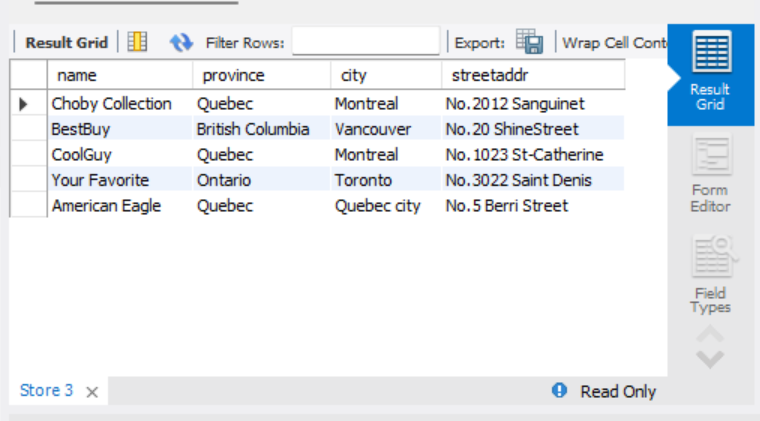 Result Grid Filter Rows: Export: Wrap Cell Cont
name province city streetaddr
Choby Collection Quebec Montreal No.2012 Sanguinet
BestBuy British Columbia Vancouver No.20 ShineStreet
CoolGuy Quebec Montreal No.1023 St-Catherine
Your Favorite Ontario Toronto No.3022 Saint Denis
American Eagle Quebec Quebec city No.5 Berri Street
Result
Grid
Form
Editor
Field
Types
Store 3 Read Only